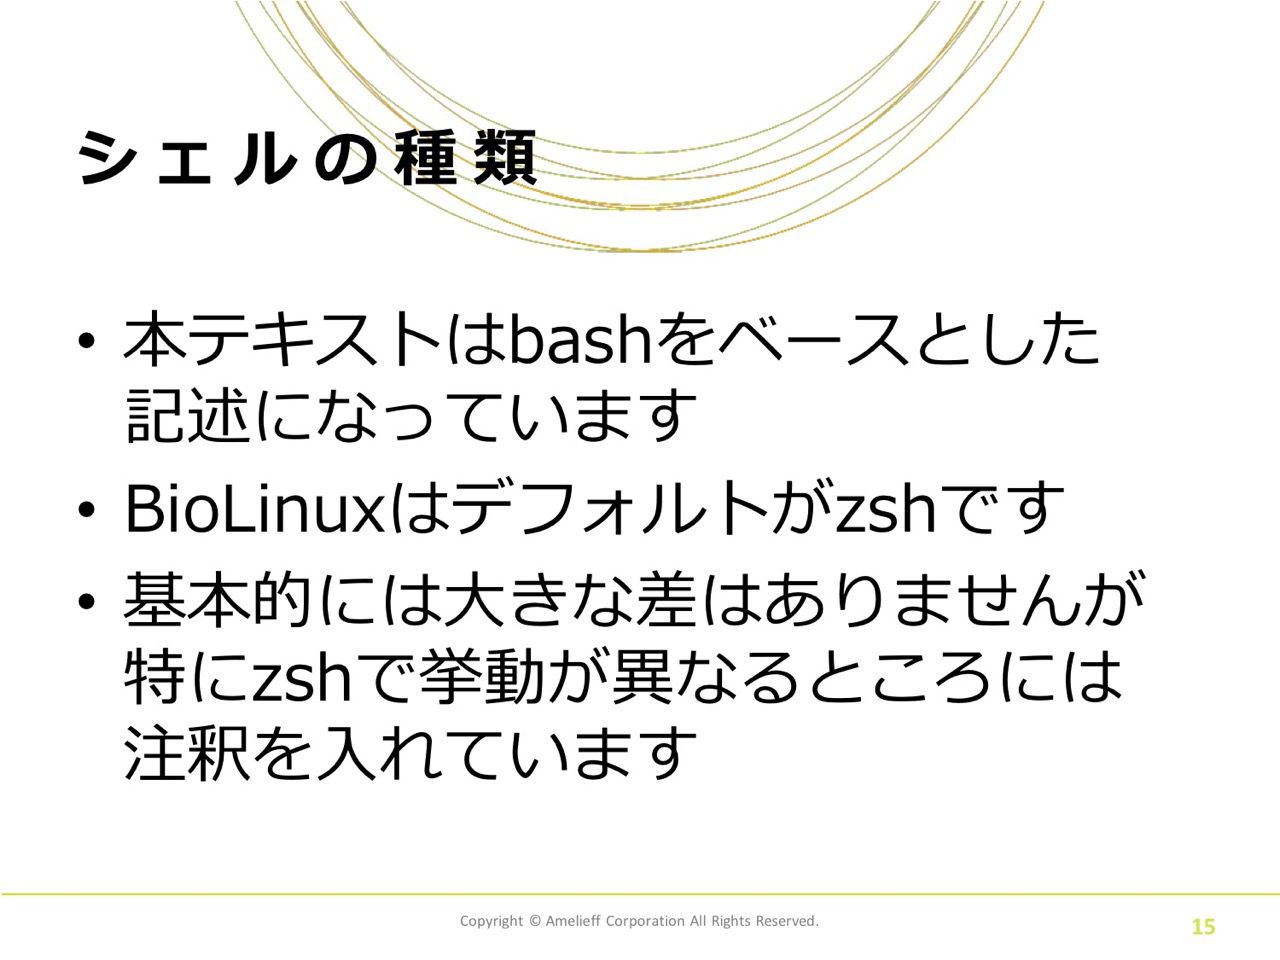 シェルの種類
• 本テキストはbashをベースとした
記述になっています
• BioLinuxはデフォルトがzshです
• 基本的には大きな差はありませんが
特にzshで挙動が異なるところには
注釈を入れています
Copyright © Amelieff Corporation All Rights Reserved.
15